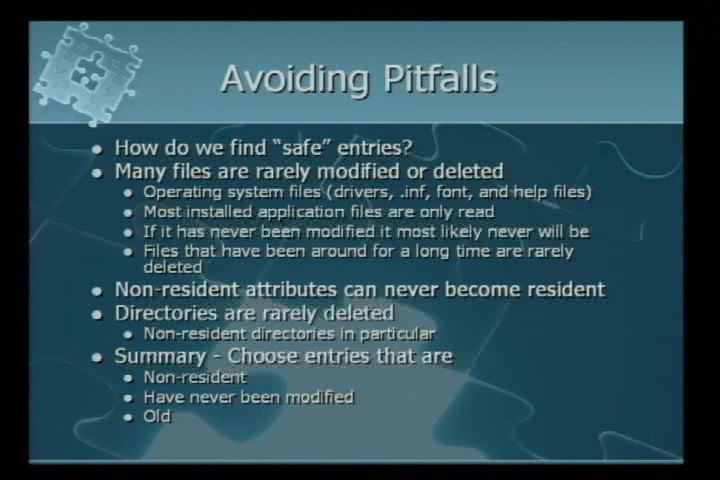 Avoiding Pitfalls
How do we find “safe” entries?
Many files are rarely modified or deleted
Operating system files (drivers, .inf, font, and help files)
Most installed application files are only read
If it has never been modified it most likely never will be
Files that have been around for a long time are rarely
deleted
Non-resident attributes can never become resident
Directories are rarely deleted
Non-resident directories in particular
Summary - Choose entries that are
Non-resident
Have never been modified
Old